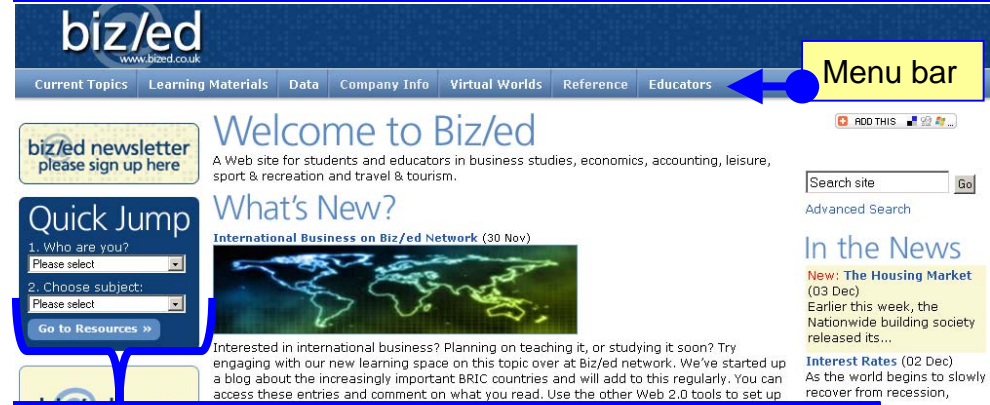 biz/ed
www.bized.co.uk
Current Topics Learning Materials Data Company Info Virtual Worlds Reference Educators
Menu bar
ADD THIS
biz/ed newsletter
please sign up here
Welcome to Biz/ed
A Web site for students and educators in business studies, economics, accounting, leisure,
sport & recreation and travel & tourism.
What's New?
International Business on Biz/ed Network (30 Nov)
Interested in international business? Planning on teaching it, or studying it soon? Try
engaging with our new learning space on this topic over at Biz/ed network. We've started up
a blog about the increasingly important BRIC countries and will add to this regularly. You can
access these entries and comment on what you read. Use the other Web 2.0 tools to set up
Quick Jump
1. Who are you?
Please select
2. Choose subject:
Please select
Go to Resources »
Search site Go
Advanced Search
In the News
New: The Housing Market
(03 Dec)
Earlier this week, the
Nationwide building society
released its...
Interest Rates (02 Dec)
As the world begins to slowly
recover from recession,